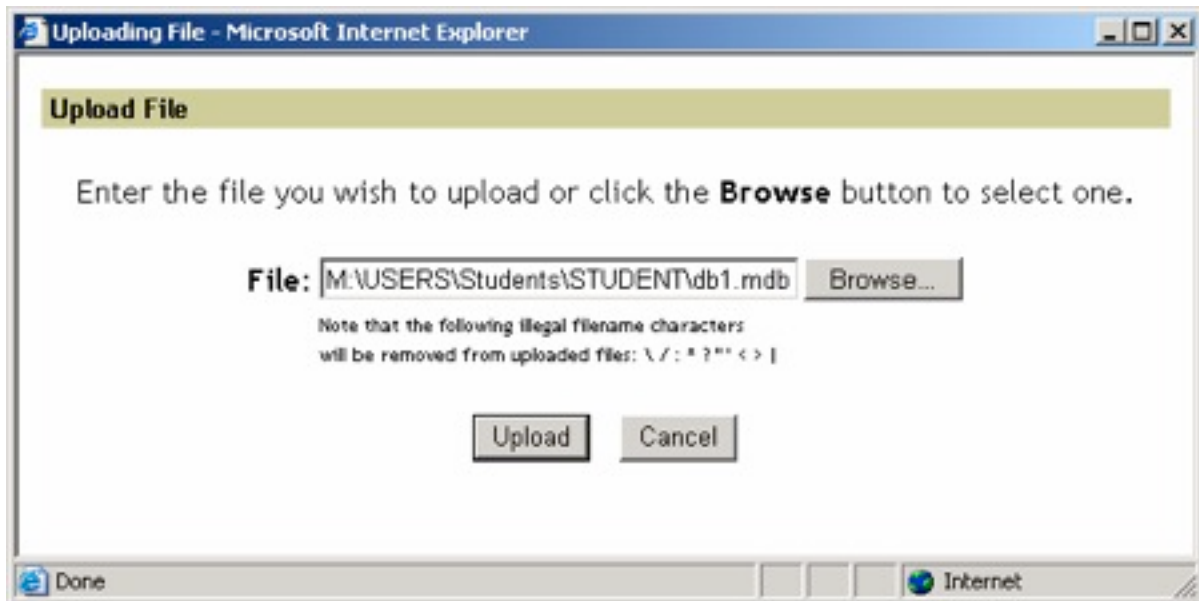 Uploading File - Microsoft Internet Explorer
Upload File
Enter the file you wish to upload or click the Browse button to select one.
File: M:\USERS\Students\STUDENT\db1.mdb Browse...
Note that the following illegal filename characters
will be removed from uploaded files: \ / : * ? "' < > |
Upload Cancel
Done Internet